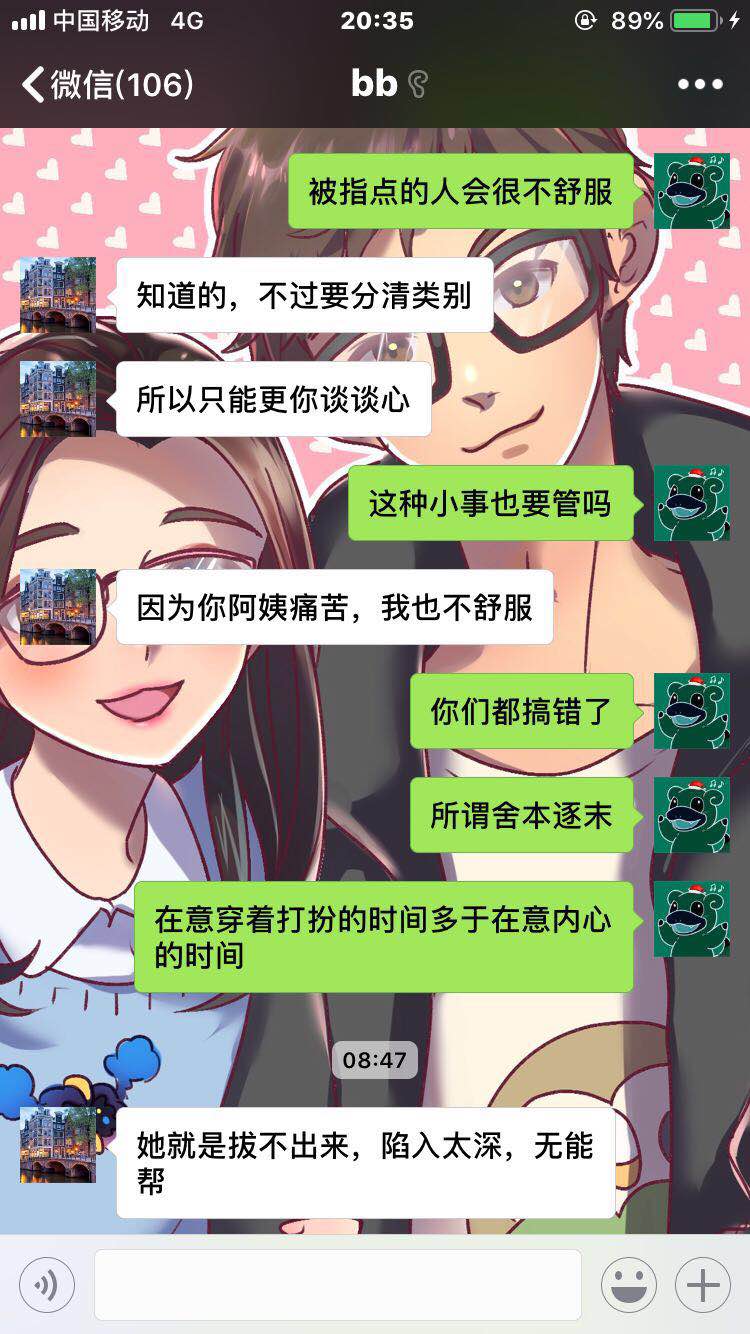 中国移动 4G 20:35 89%
微信(106) bb
被指点的人会很不舒服
知道的，不过要分清类别
所以只能更你谈谈心
这种小事也要管吗
因为你阿姨痛苦，我也不舒服
你们都搞错了
所谓舍本逐末
在意穿着打扮的时间多于在意内心
的时间
08:47
她就是拔不出来，陷入太深，无能
帮